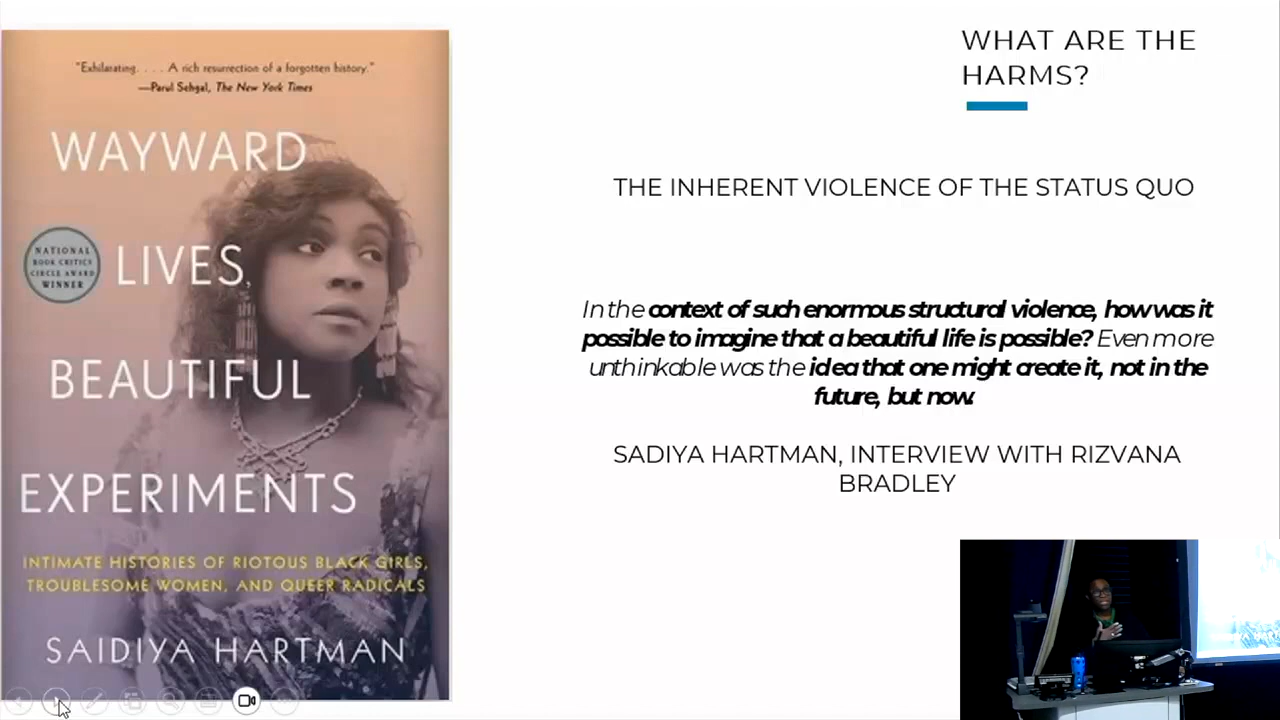 "Exhilarating. . . . A rich resurrection of a forgotten history."
—Parul Sehgal, The New York Times
WAYWARD
LIVES,
BEAUTIFUL
EXPERIMENTS
NATIONAL
BOOK CRITICS
CIRCLE AWARD
WINNER
INTIMATE HISTORIES OF RIOTOUS BLACK GIRLS,
TROUBLESOME WOMEN, AND QUEER RADICALS
SAIDIYA HARTMAN
WHAT ARE THE
HARMS?
THE INHERENT VIOLENCE OF THE STATUS QUO
In the context of such enormous structural violence, how was it
possible to imagine that a beautiful life is possible? Even more
unthinkable was the idea that one might create it, not in the
future, but now.
SADIYA HARTMAN, INTERVIEW WITH RIZVANA
BRADLEY